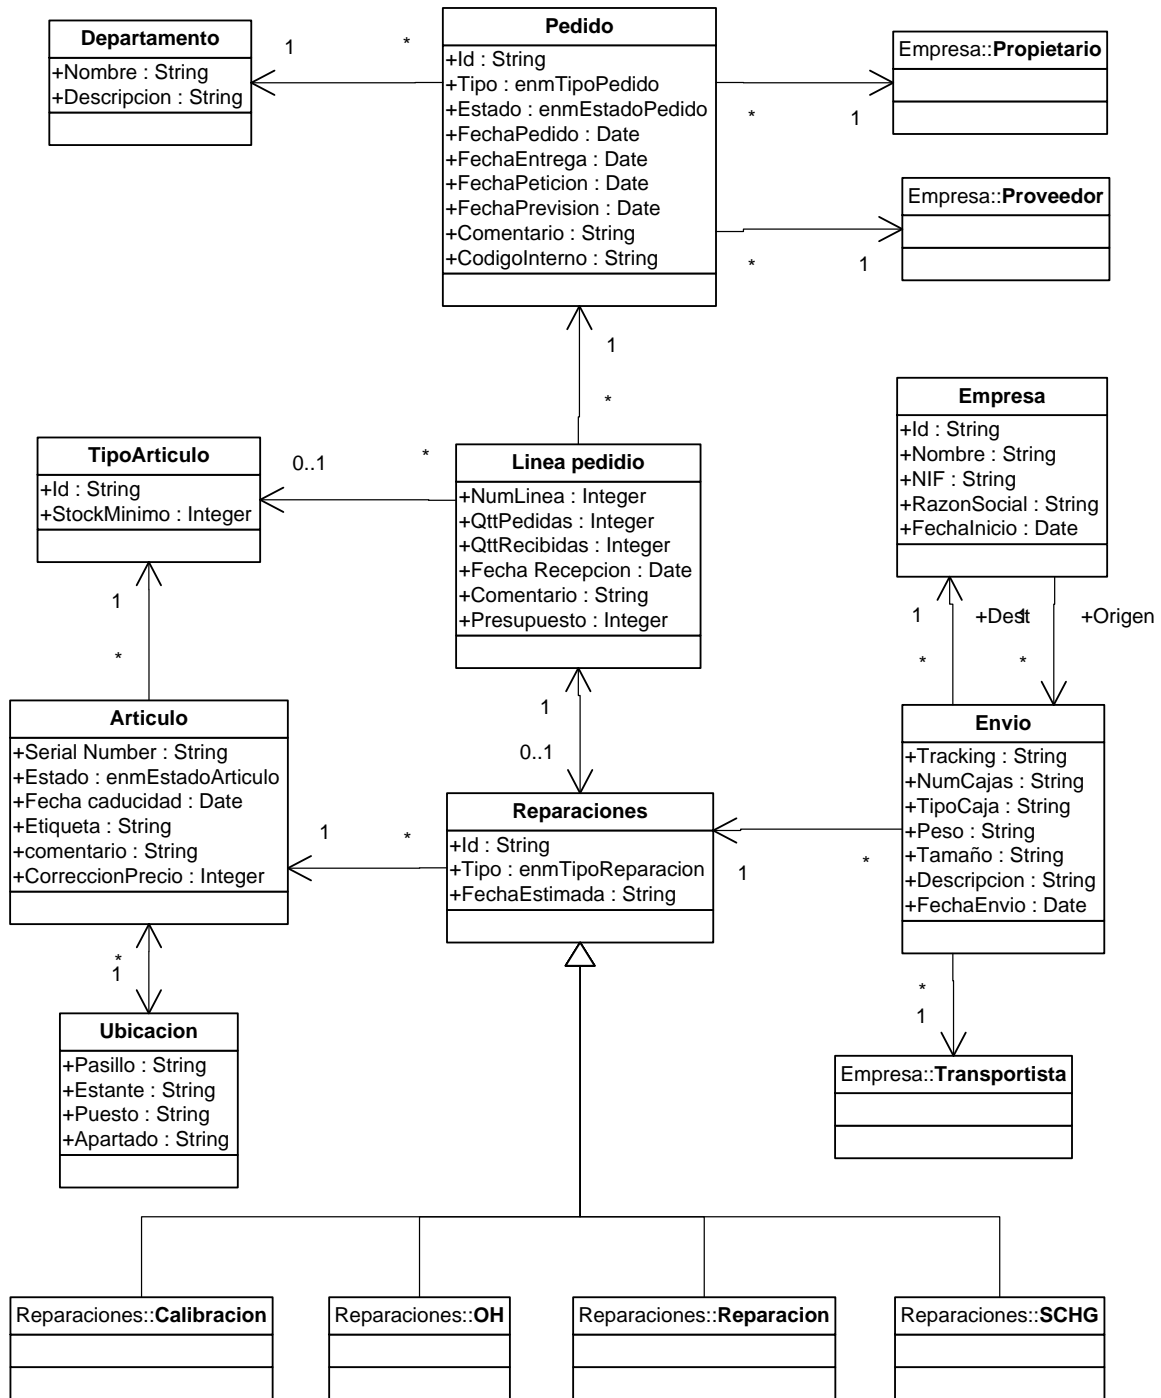 Departamento
+Nombre : String
+Descripcion : String
1
*
Pedido
+Id : String
+Tipo : enmTipoPedido
+Estado : enmEstadoPedido
+FechaPedido : Date
+FechaEntrega : Date
+FechaPeticion : Date
+FechaPrevision : Date
+Comentario : String
+CodigoInterno : String
Empresa::Propietario
*
1
Empresa::Proveedor
*
1
1
*
TipoArticulo
+Id : String
+StockMinimo : Integer
0..1
*
Linea pedidio
+NumLinea : Integer
+QttPedidas : Integer
+QttRecibidas : Integer
+Fecha Recepcion : Date
+Comentario : String
+Presupuesto : Integer
Empresa
+Id : String
+Nombre : String
+NIF : String
+RazonSocial : String
+FechaInicio : Date
1
*
1
+Dest
1
+Origen
*
*
Articulo
+Serial Number : String
+Estado : enmEstadoArticulo
+Fecha caducidad : Date
+Etiqueta : String
+comentario : String
+CorreccionPrecio : Integer
1
0..1
Envio
+Tracking : String
+NumCajas : String
+TipoCaja : String
+Peso : String
+Tamaño : String
+Descripcion : String
+FechaEnvio : Date
1
*
Reparaciones
+Id : String
+Tipo : enmTipoReparacion
+FechaEstimada : String
1
*
*
1
Ubicacion
+Pasillo : String
+Estante : String
+Puesto : String
+Apartado : String
*
1
Empresa::Transportista
Reparaciones::Calibracion
Reparaciones::OH
Reparaciones::Reparacion
Reparaciones::SCHG